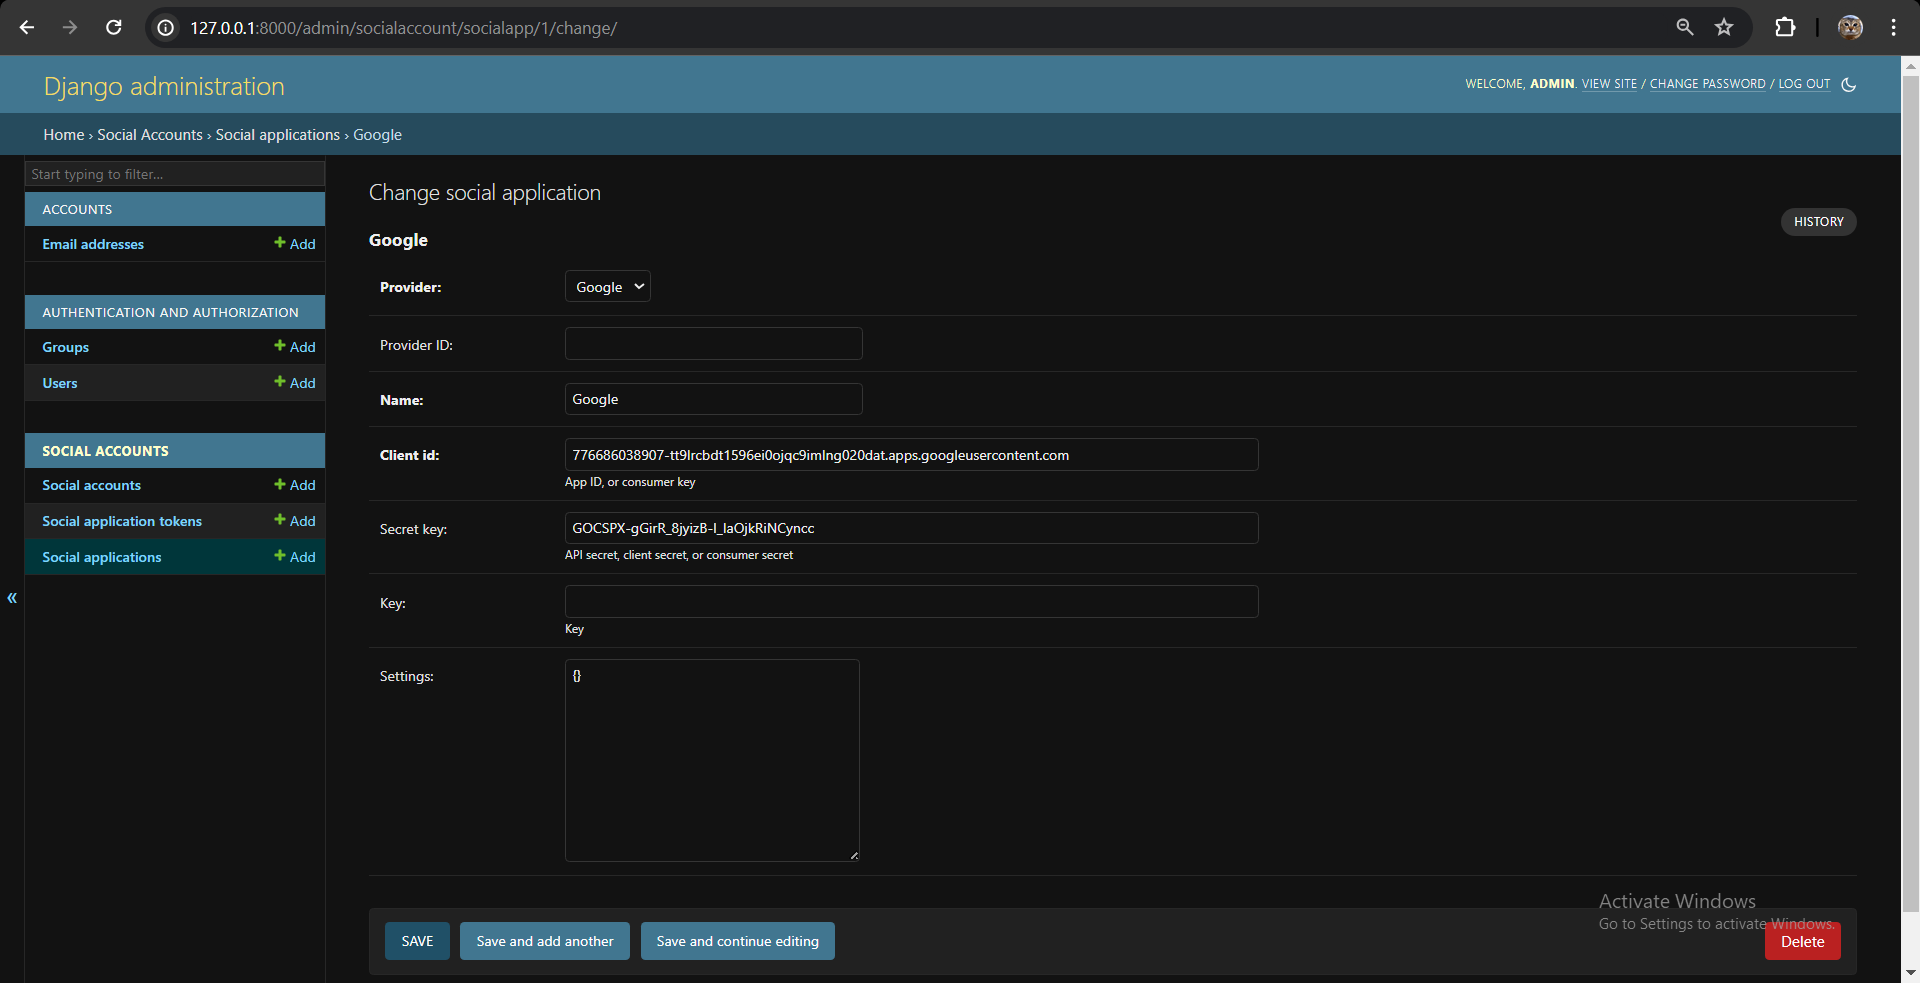 127.0.0.1:8000/admin/socialaccount/socialapp/1/change/
Django administration
WELCOME, ADMIN. VIEW SITE / CHANGE PASSWORD / LOG OUT
Home › Social Accounts › Social applications › Google
Start typing to filter...
ACCOUNTS
Email addresses
+ Add
AUTHENTICATION AND AUTHORIZATION
Groups
+ Add
Users
+ Add
SOCIAL ACCOUNTS
Social accounts
+ Add
Social application tokens
+ Add
Social applications
+ Add
«
Change social application
HISTORY
Google
Provider:
Google
Provider ID:
Name:
Google
Client id:
776686038907-tt9lrcbdt1596ei0ojqc9imlng020dat.apps.googleusercontent.com
App ID, or consumer key
Secret key:
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
API secret, client secret, or consumer secret
Key:
Key
Settings:
{}
SAVE
Save and add another
Save and continue editing
Delete
Activate Windows
Go to Settings to activate Windows.